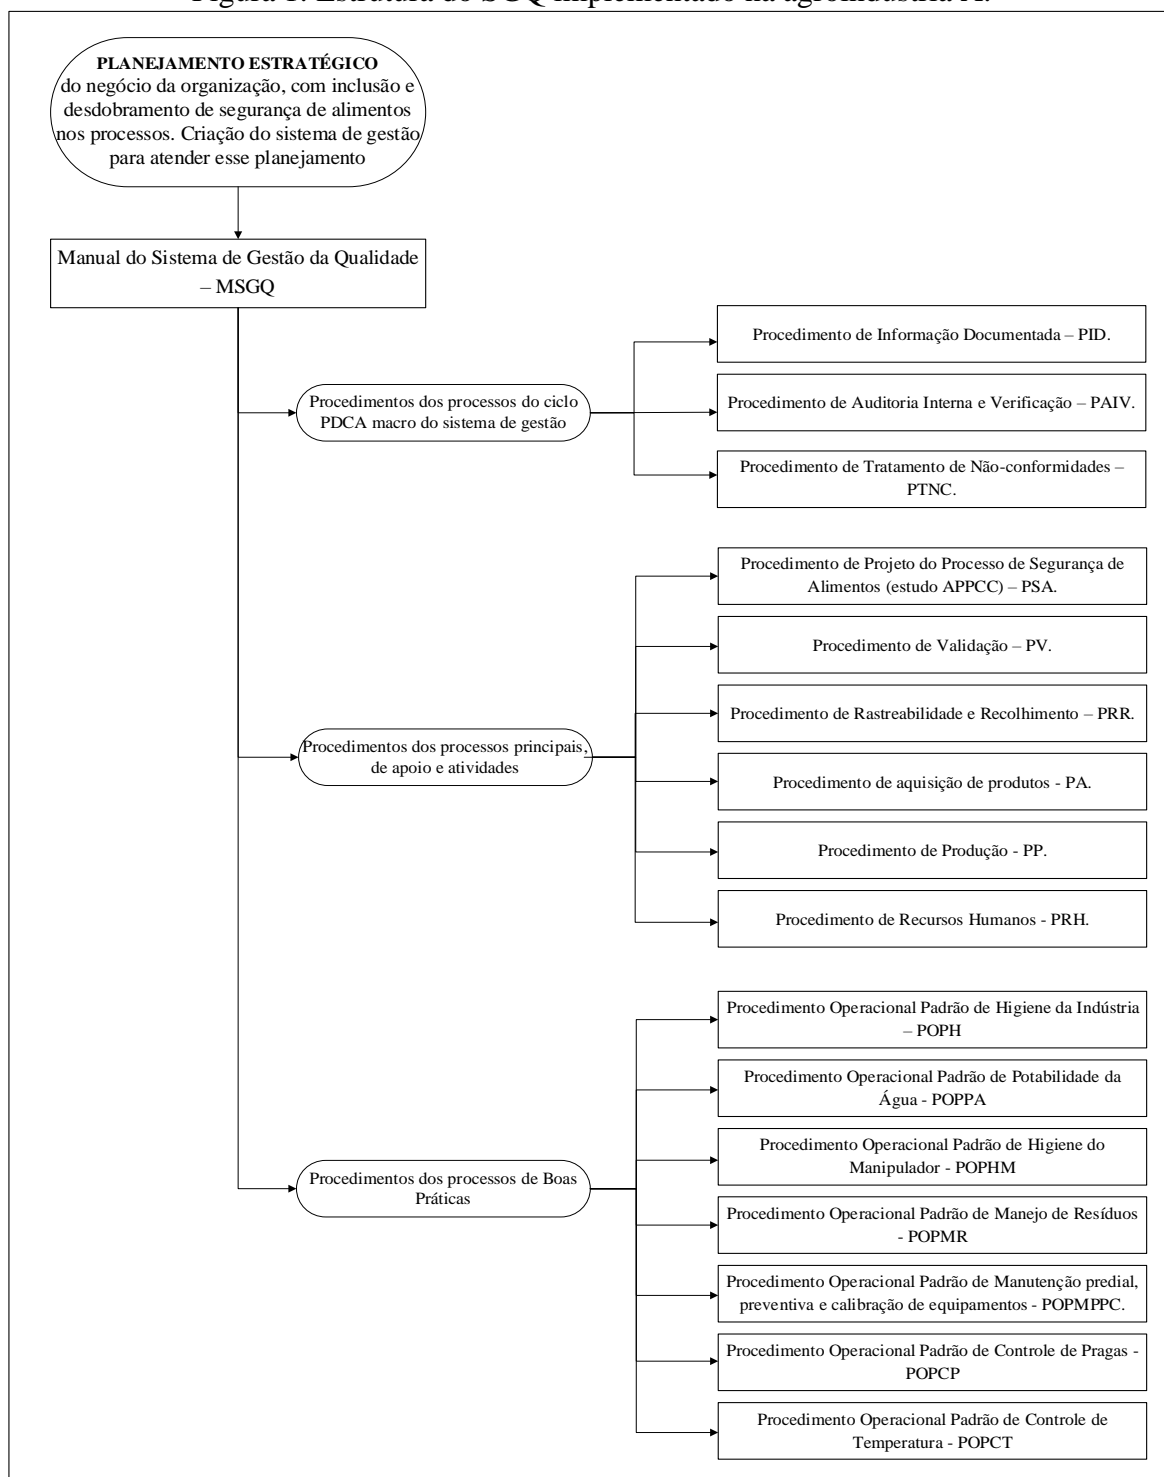 Figura 1: Estrutura do SGQ implementado na agroindústria A.
PLANEJAMENTO ESTRATÉGICO
do negócio da organização, com inclusão e
desdobramento de segurança de alimentos
nos processos. Criação do sistema de gestão
para atender esse planejamento
Manual do Sistema de Gestão da Qualidade
– MSGQ
Procedimentos dos processos do ciclo
PDCA macro do sistema de gestão
Procedimento de Informação Documentada – PID.
Procedimento de Auditoria Interna e Verificação – PAIV.
Procedimento de Tratamento de Não-conformidades –
PTNC.
Procedimentos dos processos principais,
de apoio e atividades
Procedimento de Projeto do Processo de Segurança de
Alimentos (estudo APPCC) – PSA.
Procedimento de Validação – PV.
Procedimento de Rastreabilidade e Recolhimento – PRR.
Procedimento de aquisição de produtos - PA.
Procedimento de Produção - PP.
Procedimento de Recursos Humanos - PRH.
Procedimentos dos processos de Boas
Práticas
Procedimento Operacional Padrão de Higiene da Indústria
– POPH
Procedimento Operacional Padrão de Potabilidade da
Água - POPPA
Procedimento Operacional Padrão de Higiene do
Manipulador - POPHM
Procedimento Operacional Padrão de Manejo de Resíduos
- POPMR
Procedimento Operacional Padrão de Manutenção predial,
preventiva e calibração de equipamentos - POPMPPC.
Procedimento Operacional Padrão de Controle de Pragas -
POPCP
Procedimento Operacional Padrão de Controle de
Temperatura - POPCT